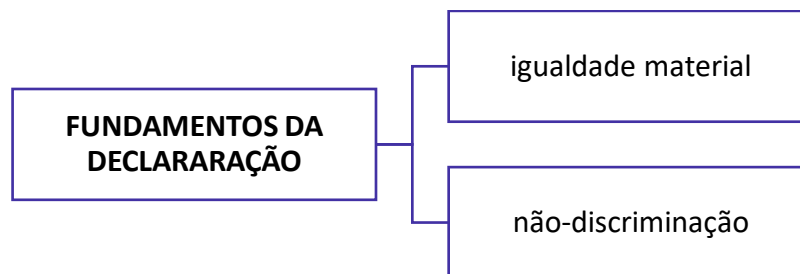 FUNDAMENTOS DA
DECLARARAÇÃO
igualdade material
não-discriminação